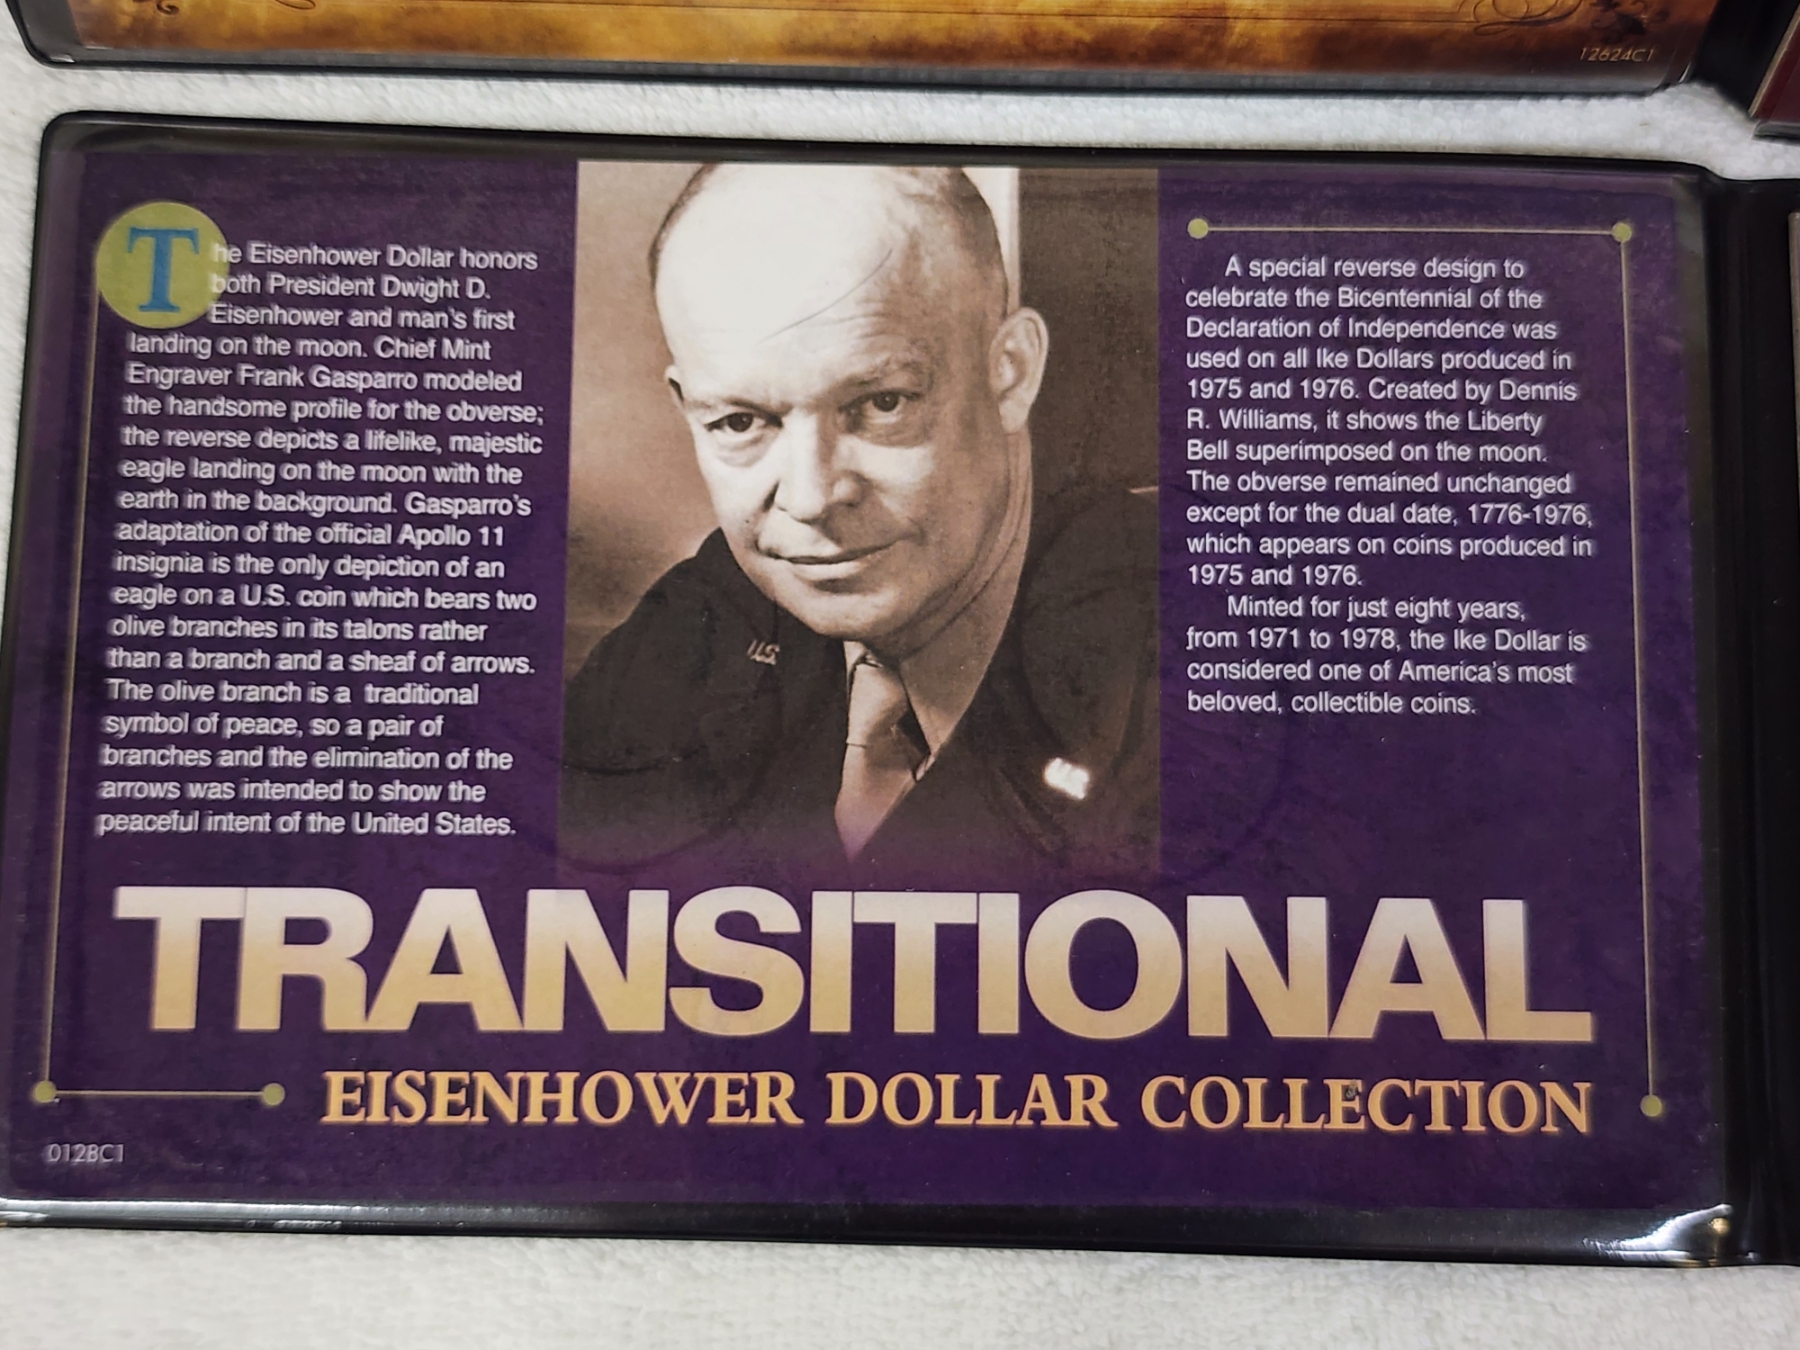 12624C1
The Eisenhower Dollar honors
both President Dwight D.
Eisenhower and man's first
landing on the moon. Chief Mint
Engraver Frank Gasparro modeled
the handsome profile for the obverse;
the reverse depicts a lifelike, majestic
eagle landing on the moon with the
earth in the background. Gasparro's
adaptation of the official Apollo 11
insignia is the only depiction of an
eagle on a U.S. coin which bears two
olive branches in its talons rather
than a branch and a sheaf of arrows.
The olive branch is a traditional
symbol of peace, so a pair of
branches and the elimination of the
arrows was intended to show the
peaceful intent of the United States.
U.S.
U.S.
A special reverse design to
celebrate the Bicentennial of the
Declaration of Independence was
used on all Ike Dollars produced in
1975 and 1976. Created by Dennis
R. Williams, it shows the Liberty
Bell superimposed on the moon.
The obverse remained unchanged
except for the dual date, 1776-1976,
which appears on coins produced in
1975 and 1976.
Minted for just eight years,
from 1971 to 1978, the Ike Dollar is
considered one of America's most
beloved, collectible coins.
TRANSITIONAL
EISENHOWER DOLLAR COLLECTION
012BC1